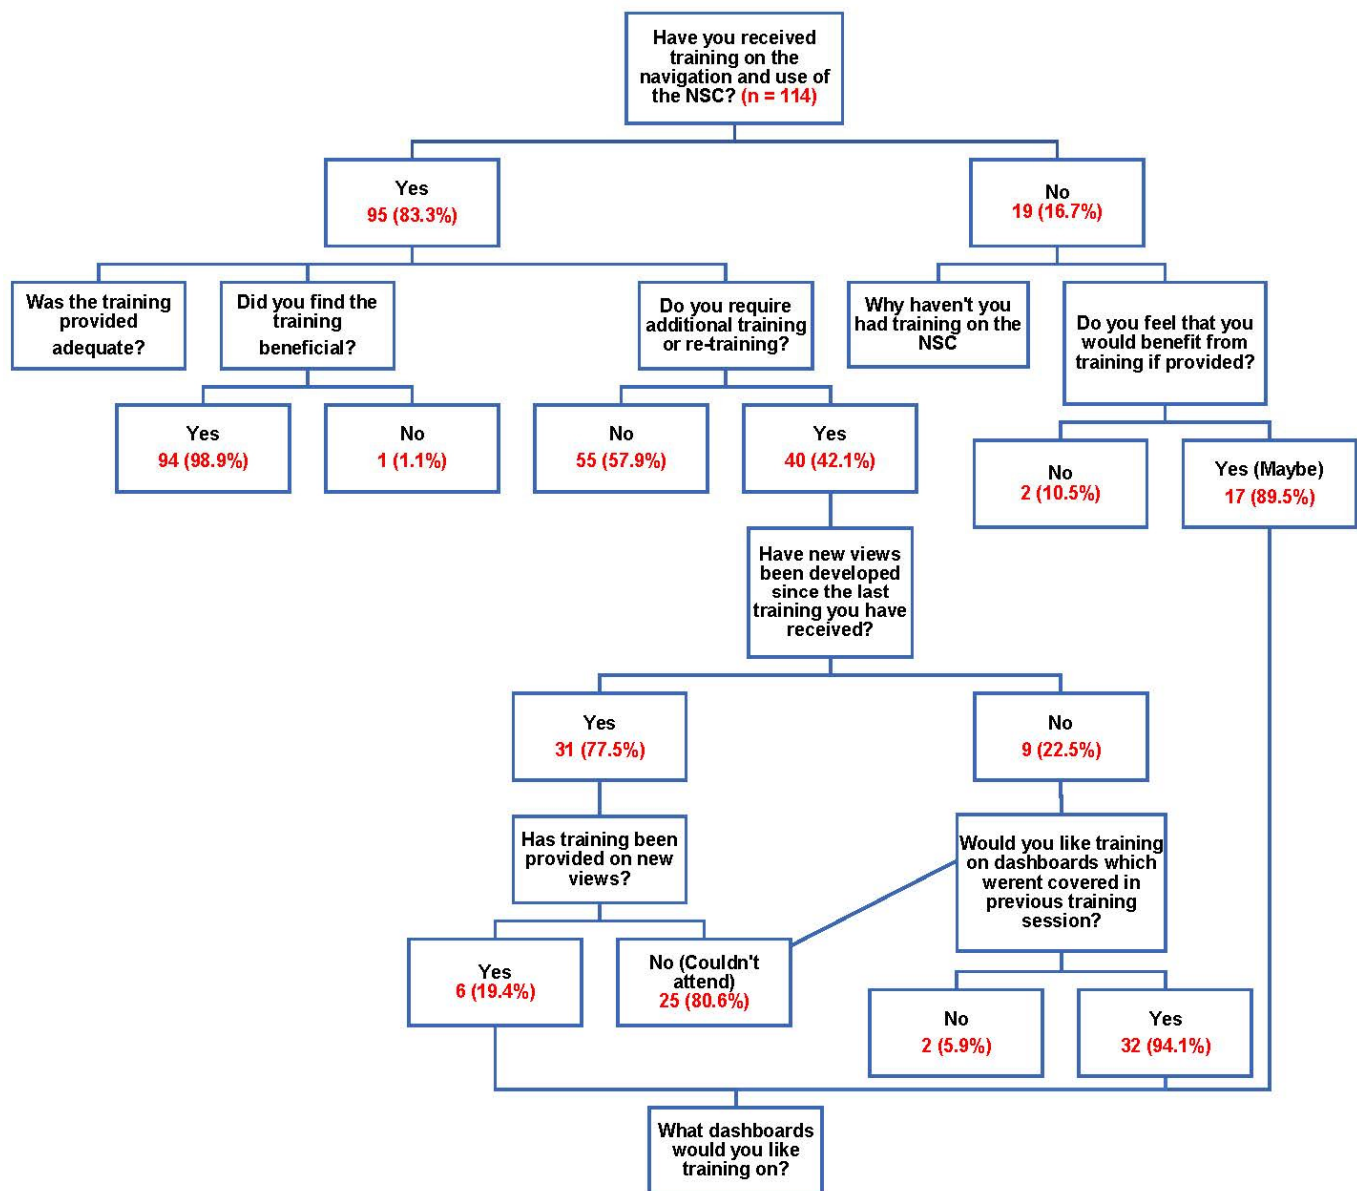 Have you received
training on the
navigation and use of
the NSC? (n = 114)
Yes
95 (83.3%)
No
19 (16.7%)
Was the training
provided
adequate?
Did you find the
training
beneficial?
Do you require
additional training
or re-training?
Why haven't you
had training on the
NSC
Do you feel that you
would benefit from
training if provided?
Yes
94 (98.9%)
No
1 (1.1%)
No
55 (57.9%)
Yes
40 (42.1%)
No
2 (10.5%)
Yes (Maybe)
17 (89.5%)
Have new views
been developed
since the last
training you have
received?
Yes
31 (77.5%)
No
9 (22.5%)
Has training been
provided on new
views?
Would you like training
on dashboards which
werent covered in
previous training
session?
Yes
6 (19.4%)
No (Couldn't
attend)
25 (80.6%)
No
2 (5.9%)
Yes
32 (94.1%)
What dashboards
would you like
training on?